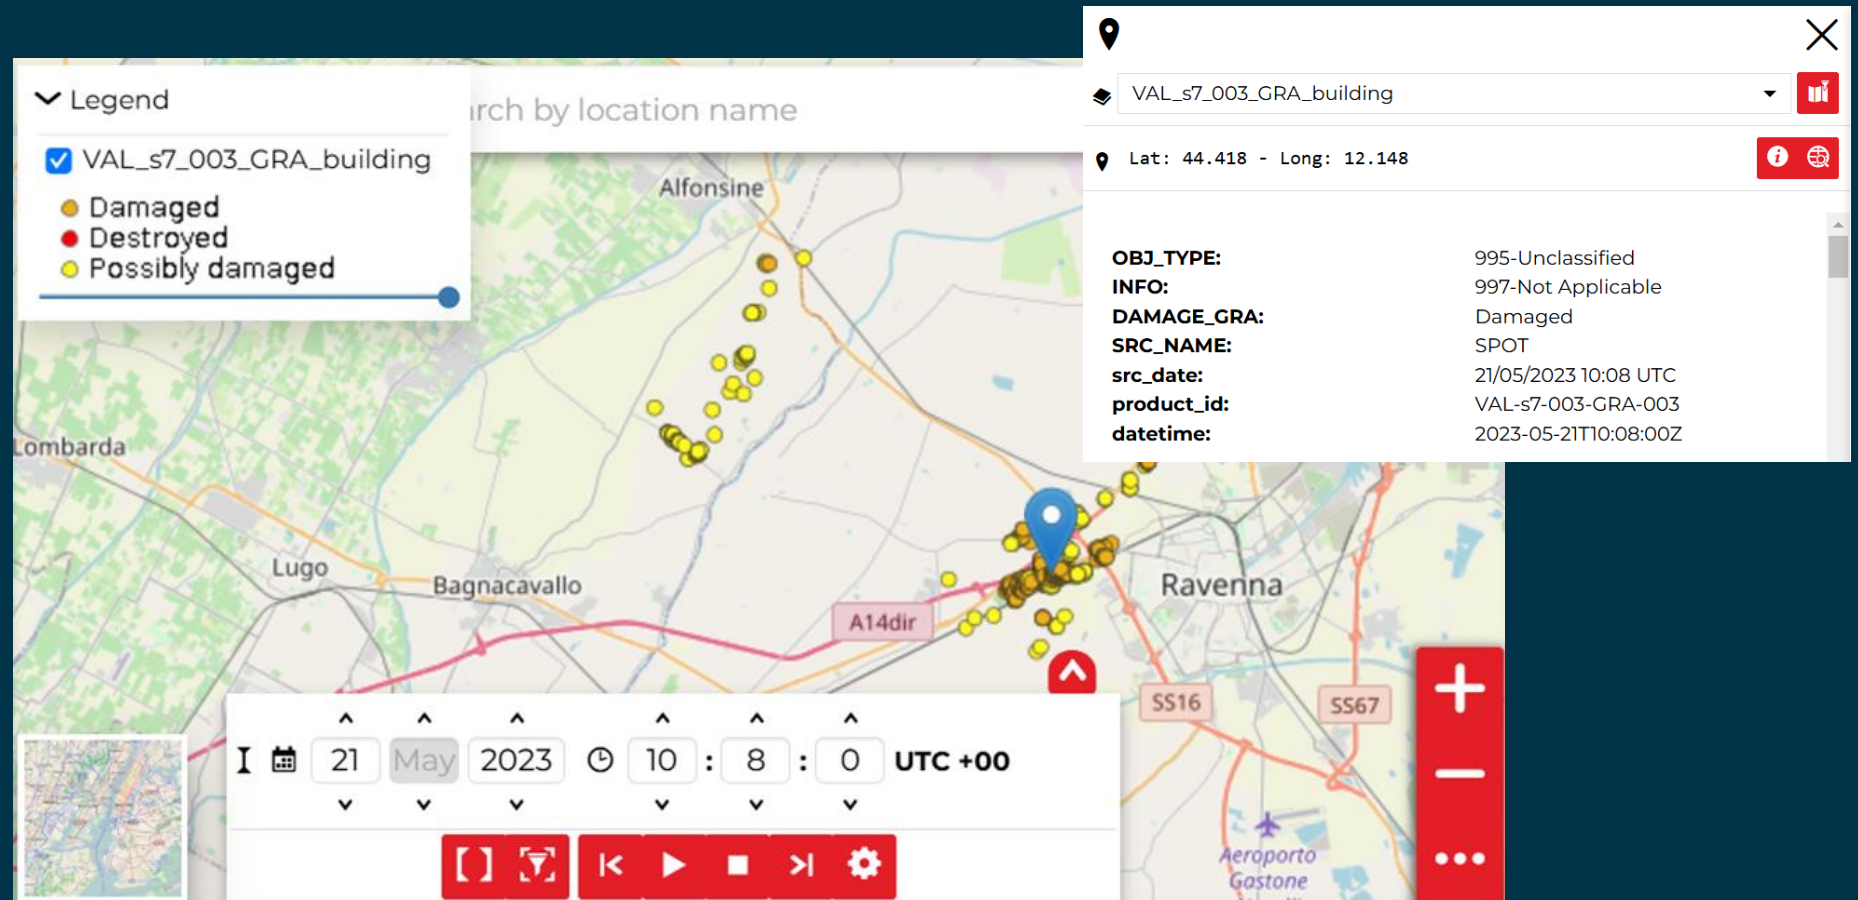 Legend
rch by location name
VAL_s7_003_GRA_building
Damaged
Destroyed
Possibly damaged
VAL_s7_003_GRA_building
Lat: 44.418 - Long: 12.148
OBJ_TYPE: 995-Unclassified
INFO: 997-Not Applicable
DAMAGE_GRA: Damaged
SRC_NAME: SPOT
src_date: 21/05/2023 10:08 UTC
product_id: VAL-s7-003-GRA-003
datetime: 2023-05-21T10:08:00Z
Alfonsine
Lombarda
Lugo
Bagnacavallo
Ravenna
A14dir
SS16
SS67
Aeroporto
Gastone
21 May 2023 10 : 8 : 0 UTC +00